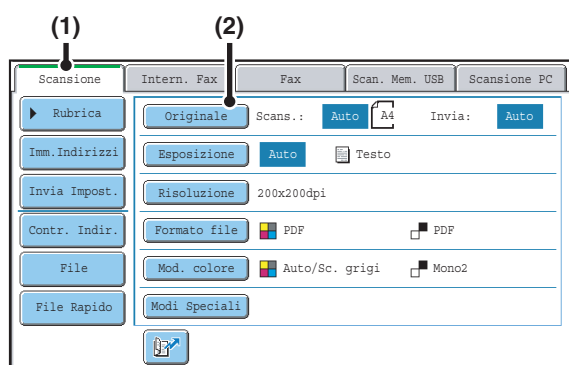 (1) (2)
Scansione Intern. Fax Fax Scan. Mem. USB Scansione PC
Rubrica Originale Scans.: Auto A4 Invia: Auto
Imm.Indirizzi Esposizione Auto Testo
Invia Impost. Risoluzione 200x200dpi
Contr. Indir. Formato file PDF PDF
File Mod. colore Auto/Sc. grigi Mono2
File Rapido Modi Speciali